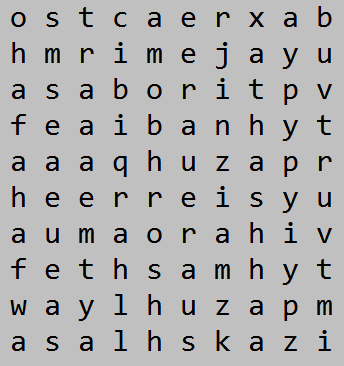 o s t c a e r x a b
h m r i m e j a y u
a s a b o r i t p v
f e a i b a n h y t
a a a q h u z a p r
h e e r r e i s y u
a u m a o r a h i v
f e t h s a m h y t
w a y l h u z a p m
a s a l h s k a z i